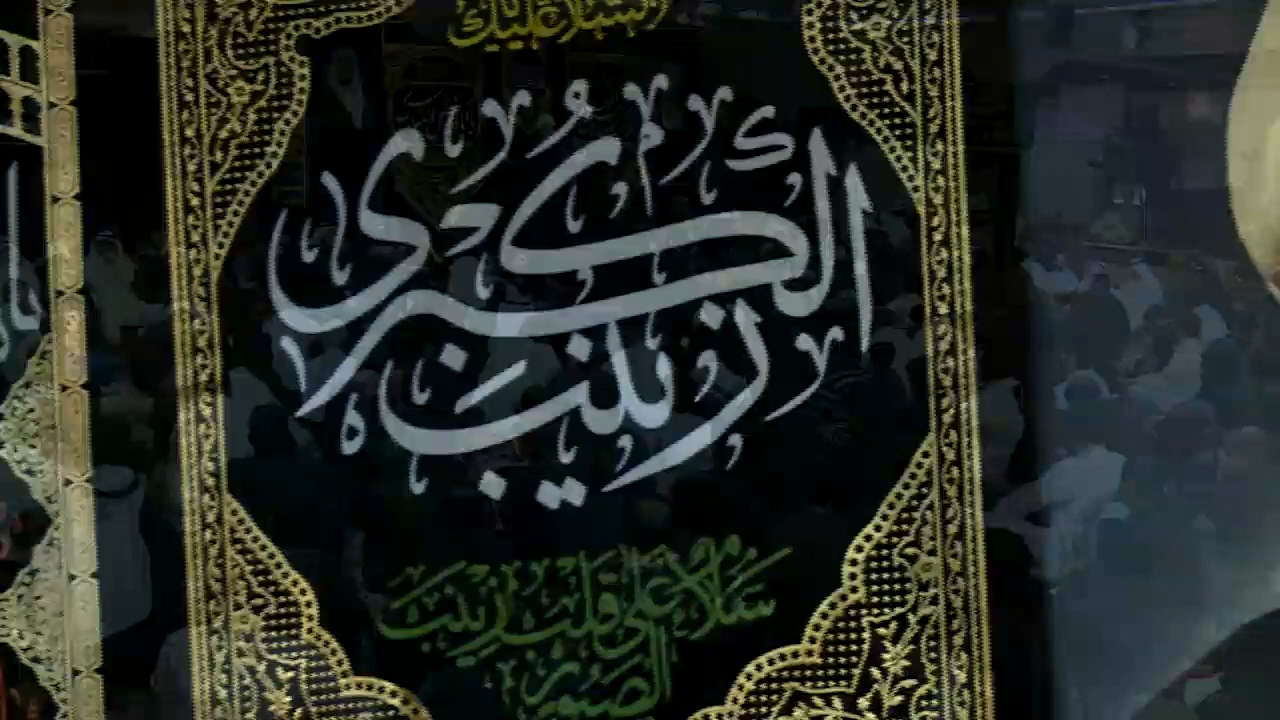 السلام عليك
زينب الكبرى
سلام على قلب زينب
الصبور